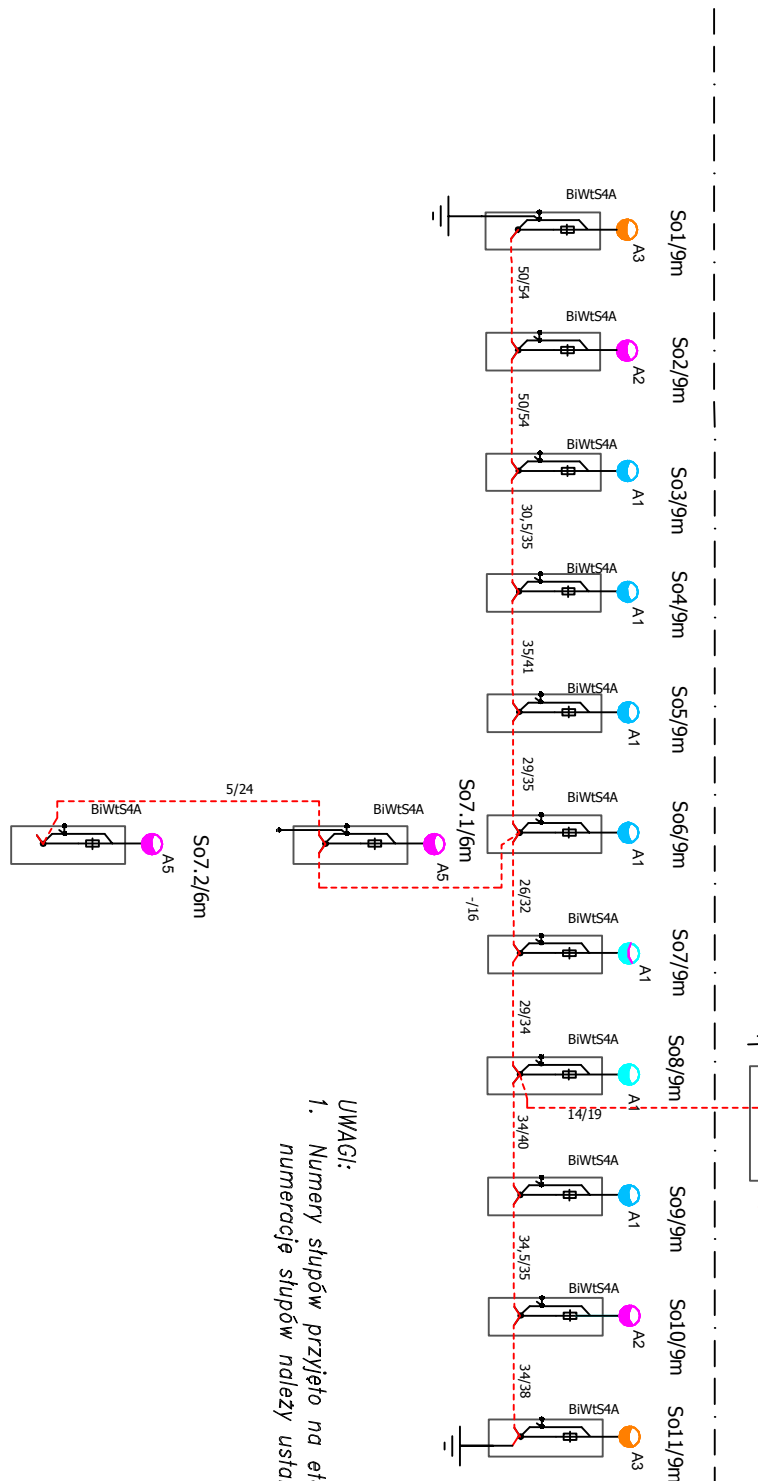 So1/9m
BiWtS4A
A3
50/54
So2/9m
BiWtS4A
A2
50/54
So3/9m
BiWtS4A
A1
30,5/35
So4/9m
BiWtS4A
A1
35/41
So5/9m
BiWtS4A
A1
29/35
So6/9m
BiWtS4A
A1
26/32
So7.1/6m
BiWtS4A
A5
-/16
5/24
So7.2/6m
BiWtS4A
A5
So7/9m
BiWtS4A
A1
29/34
So8/9m
BiWtS4A
A1
14/19
34/40
So9/9m
BiWtS4A
A1
34,5/35
So10/9m
BiWtS4A
A2
34/38
So11/9m
BiWtS4A
A3
UWAGI:
1. Numery słupów przyjęto na
numerację słupów należy